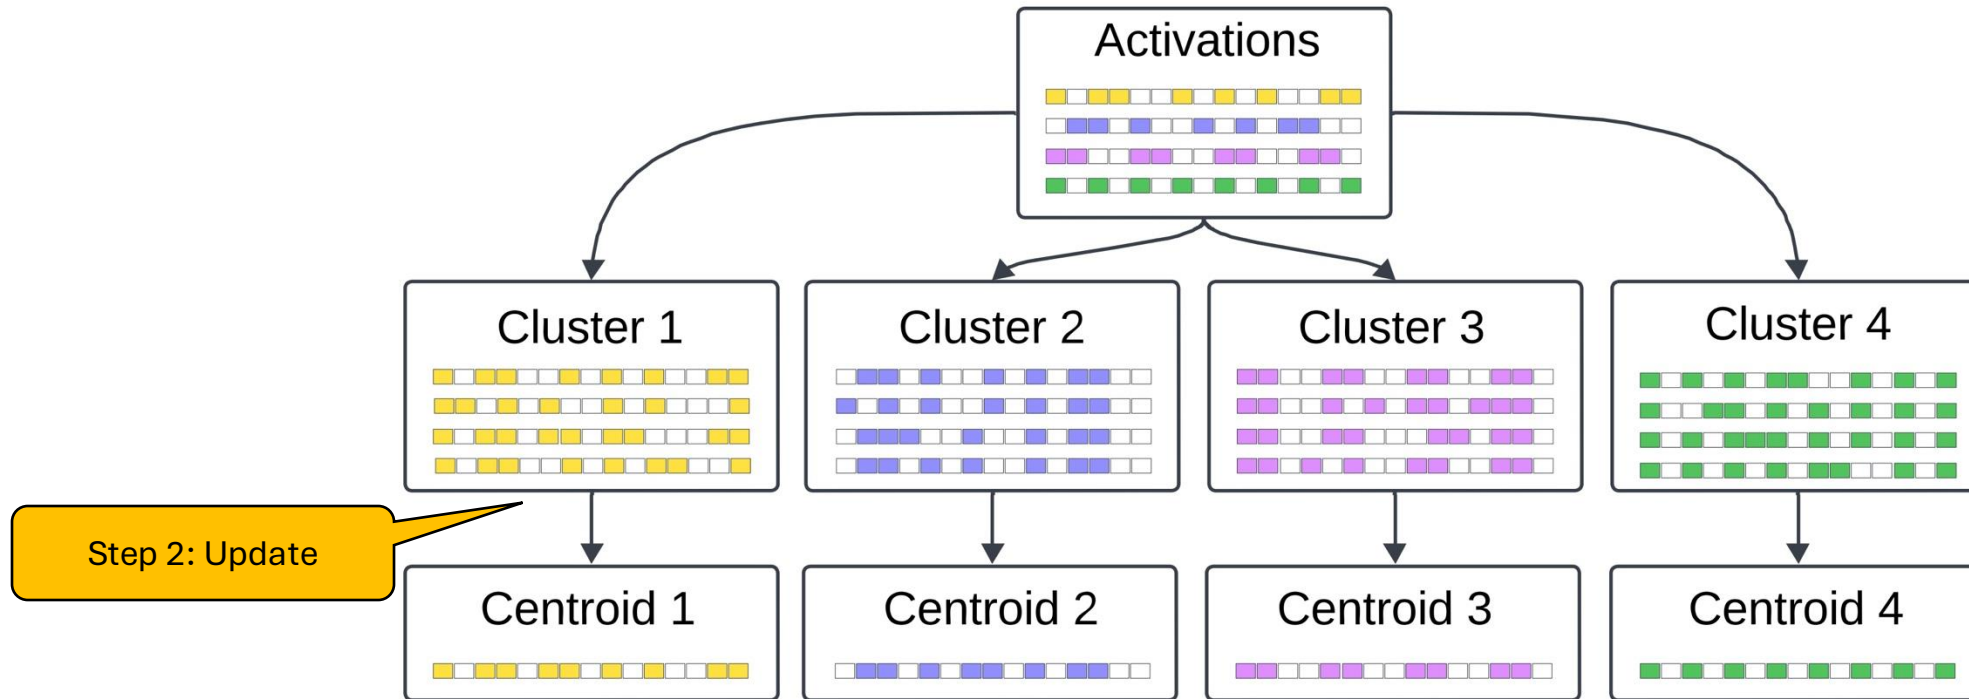 Activations
Cluster 1
Cluster 2
Cluster 3
Cluster 4
Step 2: Update
Centroid 1
Centroid 2
Centroid 3
Centroid 4